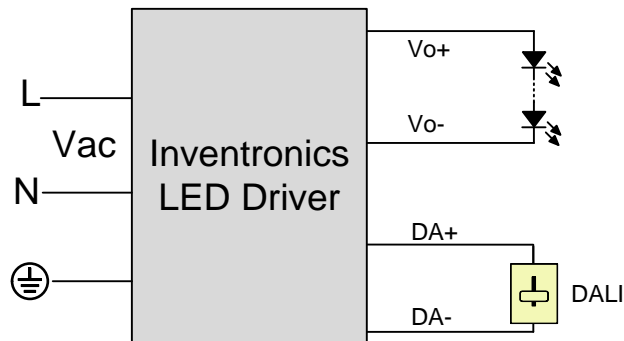 Vo+
L
Vo-
Vac
Inventronics
LED Driver
N
DA+
DALI
DA-